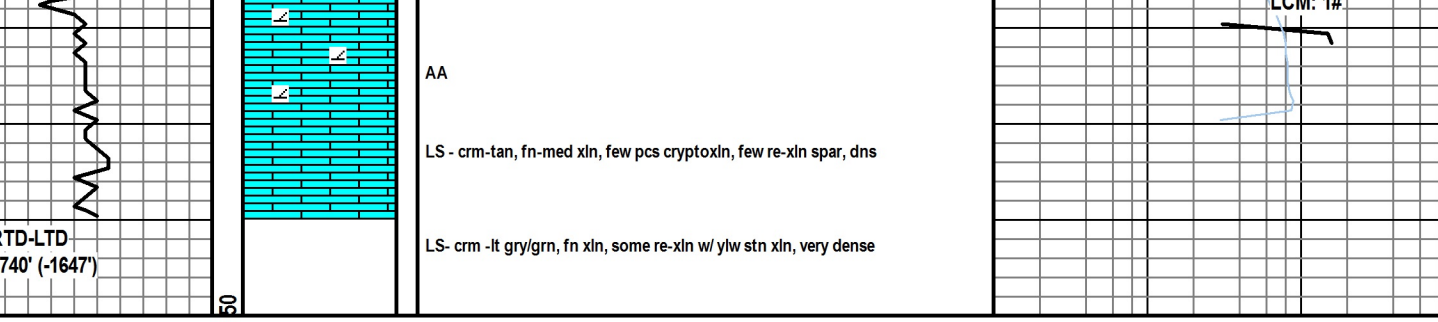 LCM: 1#
AA
LS - crm-tan, fn-med xln, few pcs cryptoxln, few re-xln spar, dns
RTD-LTD
LS- crm -lt gry/grn, fn xln, some re-xln w/ ylw stn xln, very dense
740' (-1647')
50